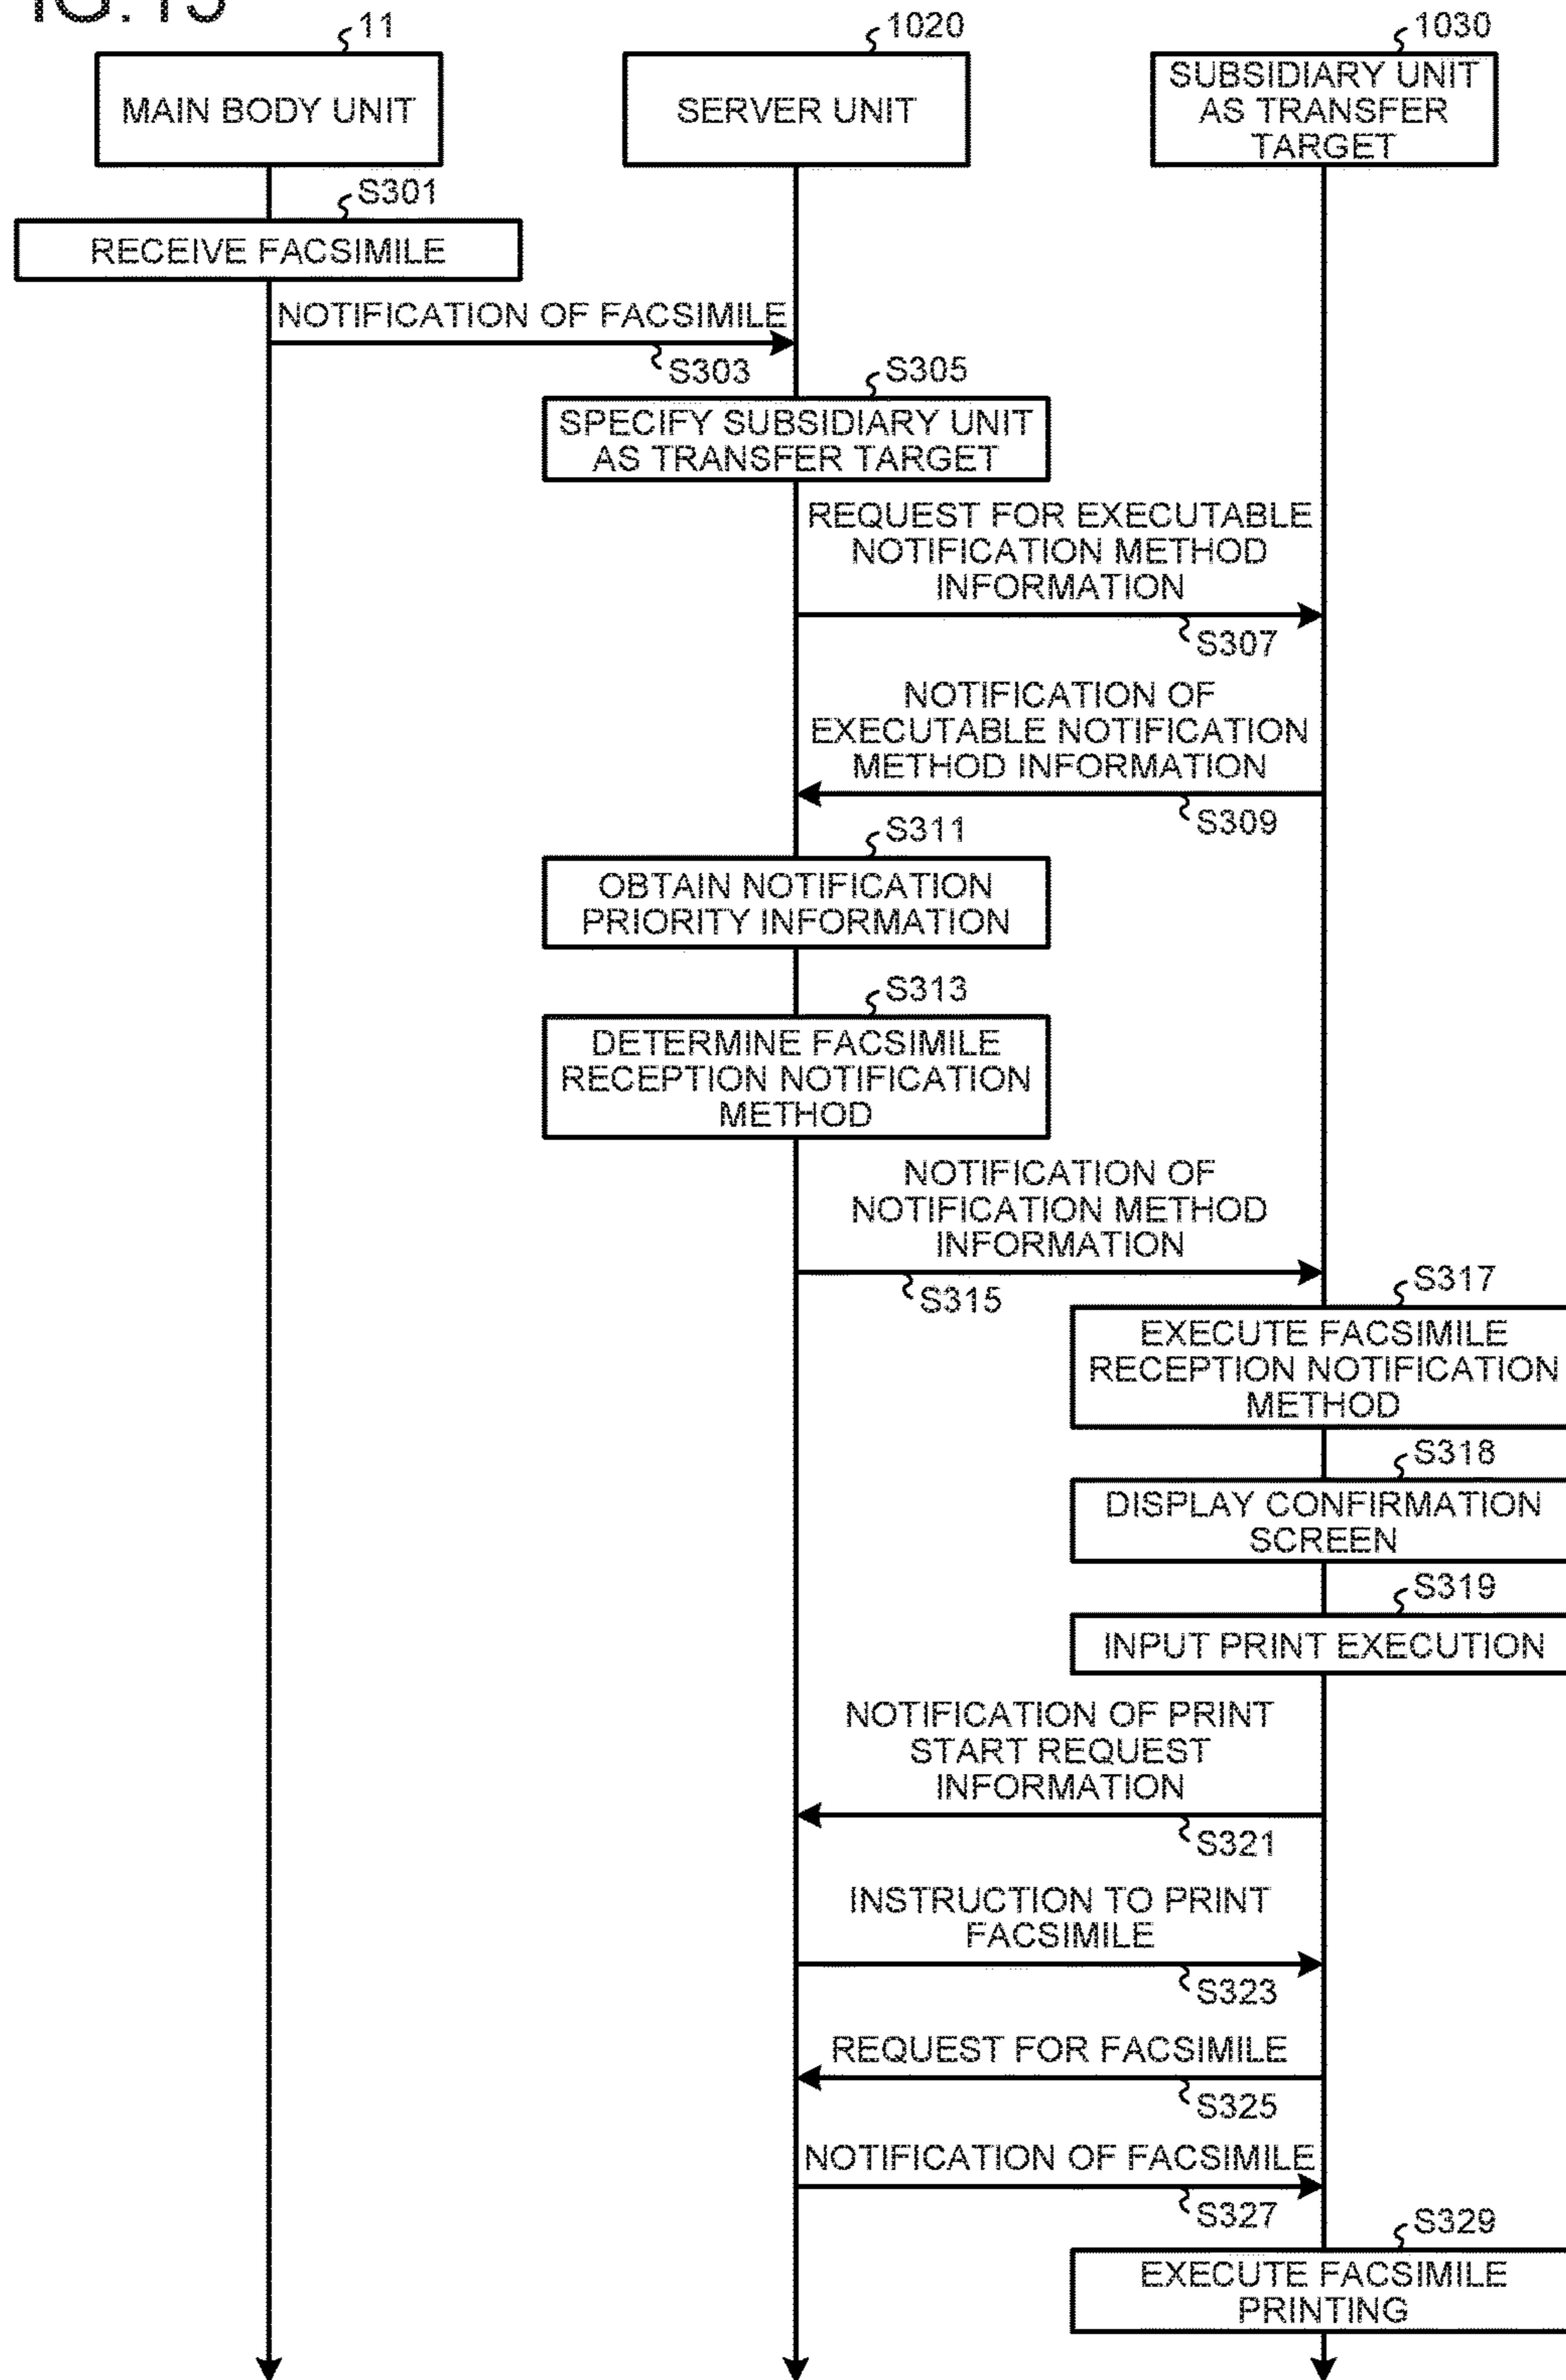 11
1020
1030
MAIN BODY UNIT
SERVER UNIT
SUBSIDIARY UNIT
AS TRANSFER
TARGET
S301
RECEIVE FACSIMILE
NOTIFICATION OF FACSIMILE
S303
S305
SPECIFY SUBSIDIARY UNIT
AS TRANSFER TARGET
REQUEST FOR EXECUTABLE
NOTIFICATION METHOD
INFORMATION
S307
NOTIFICATION OF
EXECUTABLE NOTIFICATION
METHOD INFORMATION
S309
S311
OBTAIN NOTIFICATION
PRIORITY INFORMATION
S313
DETERMINE FACSIMILE
RECEPTION NOTIFICATION
METHOD
NOTIFICATION OF
NOTIFICATION METHOD
INFORMATION
S315
S317
EXECUTE FACSIMILE
RECEPTION NOTIFICATION
METHOD
S318
DISPLAY CONFIRMATION
SCREEN
S319
INPUT PRINT EXECUTION
NOTIFICATION OF PRINT
START REQUEST
INFORMATION
S321
INSTRUCTION TO PRINT
FACSIMILE
S323
REQUEST FOR FACSIMILE
S325
NOTIFICATION OF FACSIMILE
S327
S329
EXECUTE FACSIMILE
PRINTING